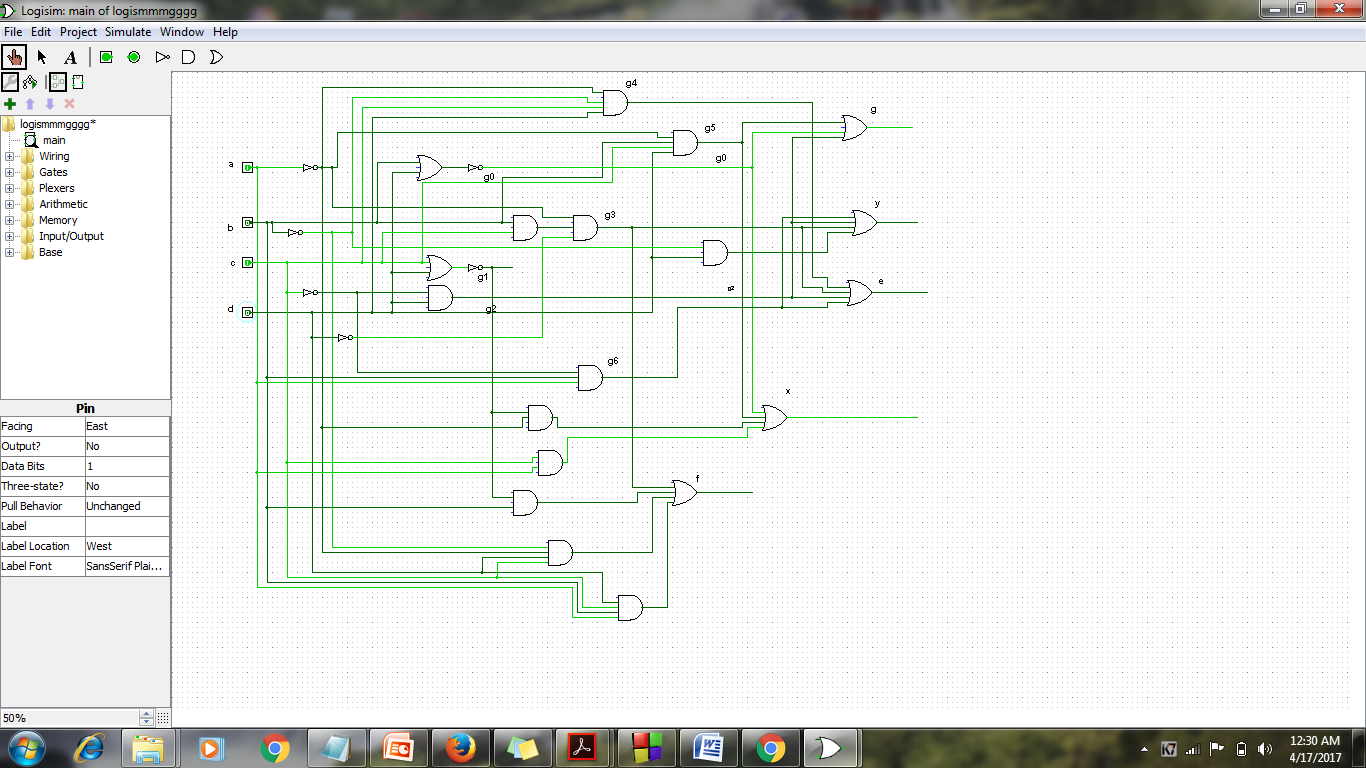 Logisim: main of logismmmgggg
File Edit Project Simulate Window Help
A
logismmmgggg*
main
Wiring
Gates
Plexers
Arithmetic
Memory
Input/Output
Base
Pin
Facing East
Output? No
Data Bits 1
Three-state? No
Pull Behavior Unchanged
Label
Label Location West
Label Font SansSerif Plai...
50%
a
b
c
d
g4
g5
g0
g0
g3
g1
g2
g6
g
y
e
x
f
12:30 AM
4/17/2017